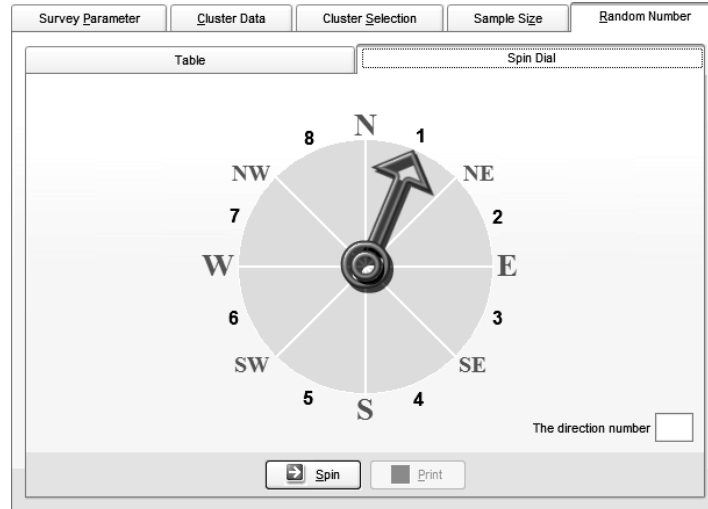 Survey Parameter
Cluster Data
Cluster Selection
Sample Size
Random Number
Table
Spin Dial
N
8
1
NW
NE
7
2
W
E
6
3
SW
SE
5
4
S
The direction number
Spin
Print